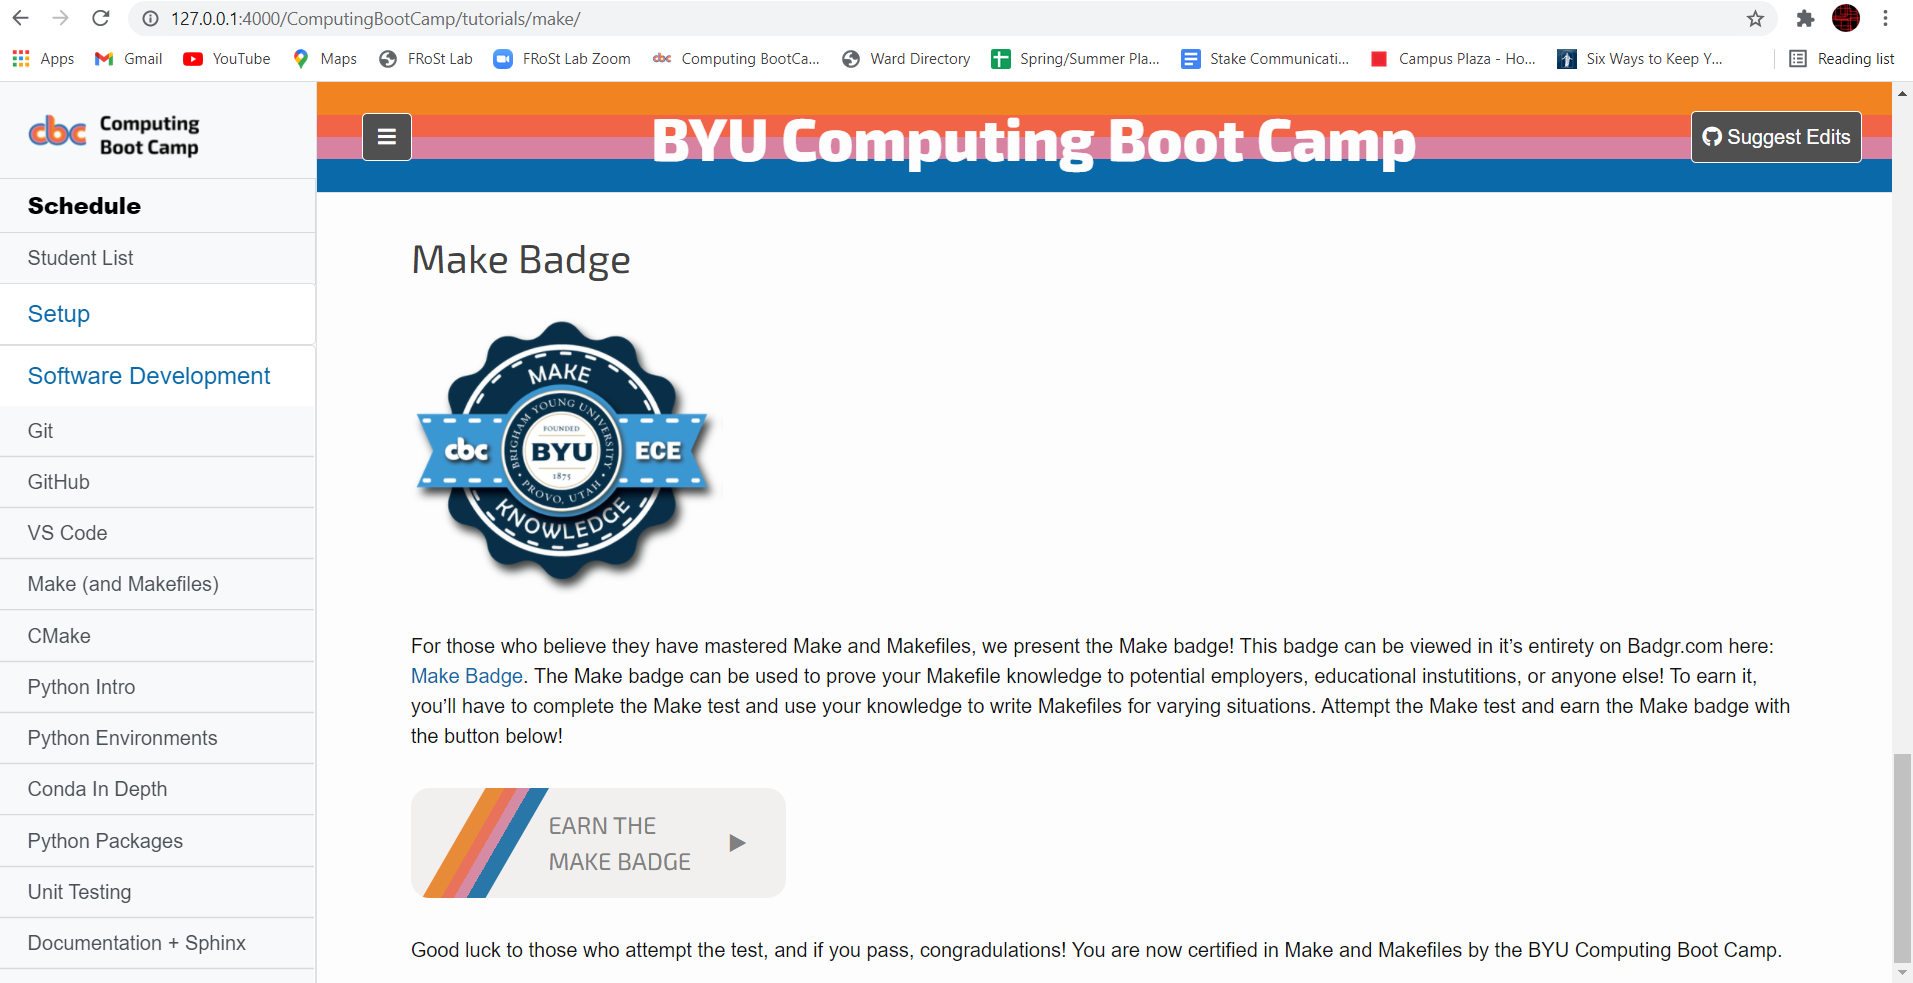 127.0.0.1:4000/ComputingBootCamp/tutorials/make/
Apps Gmail YouTube Maps FRoSt Lab FRoSt Lab Zoom cbc Computing BootCa... Ward Directory Spring/Summer Pla... Stake Communicati... Campus Plaza - Ho... Six Ways to Keep Y... Reading list
cbc Computing
Boot Camp
BYU Computing Boot Camp
Suggest Edits
Schedule
Student List
Setup
Software Development
Git
GitHub
VS Code
Make (and Makefiles)
CMake
Python Intro
Python Environments
Conda In Depth
Python Packages
Unit Testing
Documentation + Sphinx
Make Badge
MAKE
BRIGHAM YOUNG UNIVERSITY
FOUNDED
cbc BYU ECE
1875
PROVO, UTAH
KNOWLEDGE
For those who believe they have mastered Make and Makefiles, we present the Make badge! This badge can be viewed in it’s entirety on Badgr.com here:
Make Badge. The Make badge can be used to prove your Makefile knowledge to potential employers, educational instutitions, or anyone else! To earn it,
you’ll have to complete the Make test and use your knowledge to write Makefiles for varying situations. Attempt the Make test and earn the Make badge with
the button below!
EARN THE
MAKE BADGE
Good luck to those who attempt the test, and if you pass, congradulations! You are now certified in Make and Makefiles by the BYU Computing Boot Camp.